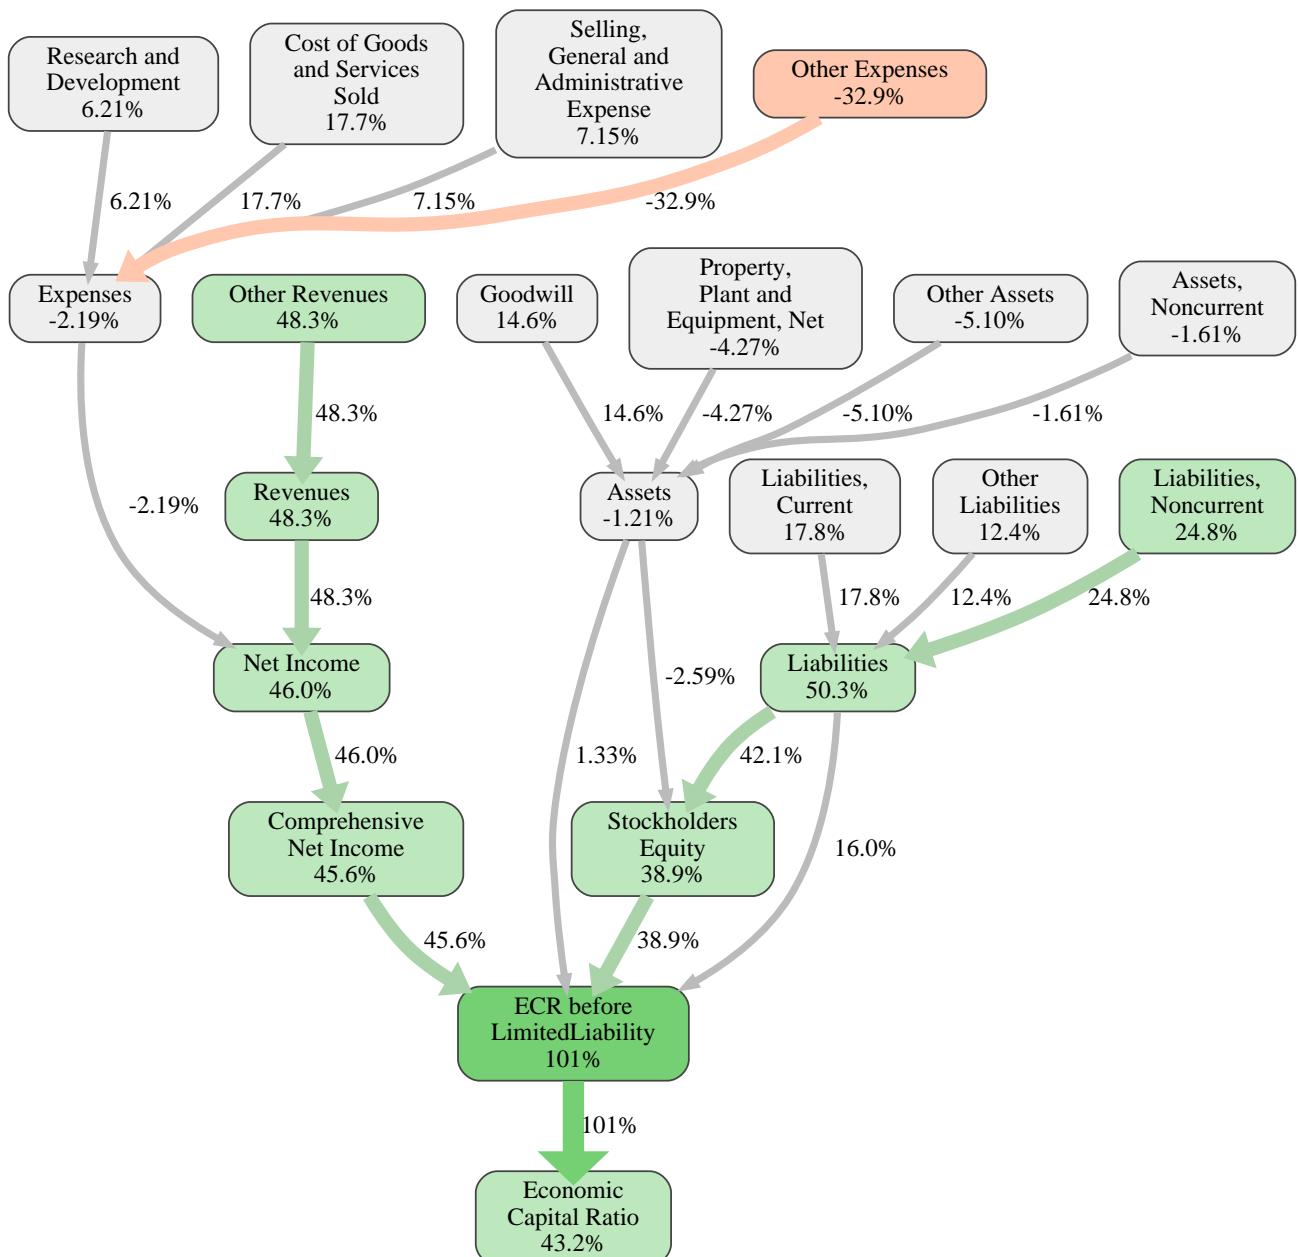 Research and
Development
6.21%
Cost of Goods
and Services
Sold
17.7%
Selling,
General and
Administrative
Expense
7.15%
Other Expenses
-32.9%
6.21%
17.7%
7.15%
-32.9%
Expenses
-2.19%
Other Revenues
48.3%
Goodwill
14.6%
Property,
Plant and
Equipment, Net
-4.27%
Other Assets
-5.10%
Assets,
Noncurrent
-1.61%
48.3%
14.6%
-4.27%
-5.10%
-1.61%
-2.19%
Revenues
48.3%
Assets
-1.21%
Liabilities,
Current
17.8%
Other
Liabilities
12.4%
Liabilities,
Noncurrent
24.8%
48.3%
17.8%
12.4%
24.8%
Net Income
46.0%
-2.59%
Liabilities
50.3%
46.0%
1.33%
42.1%
Comprehensive
Net Income
45.6%
Stockholders
Equity
38.9%
16.0%
45.6%
38.9%
ECR before
LimitedLiability
101%
101%
Economic
Capital Ratio
43.2%